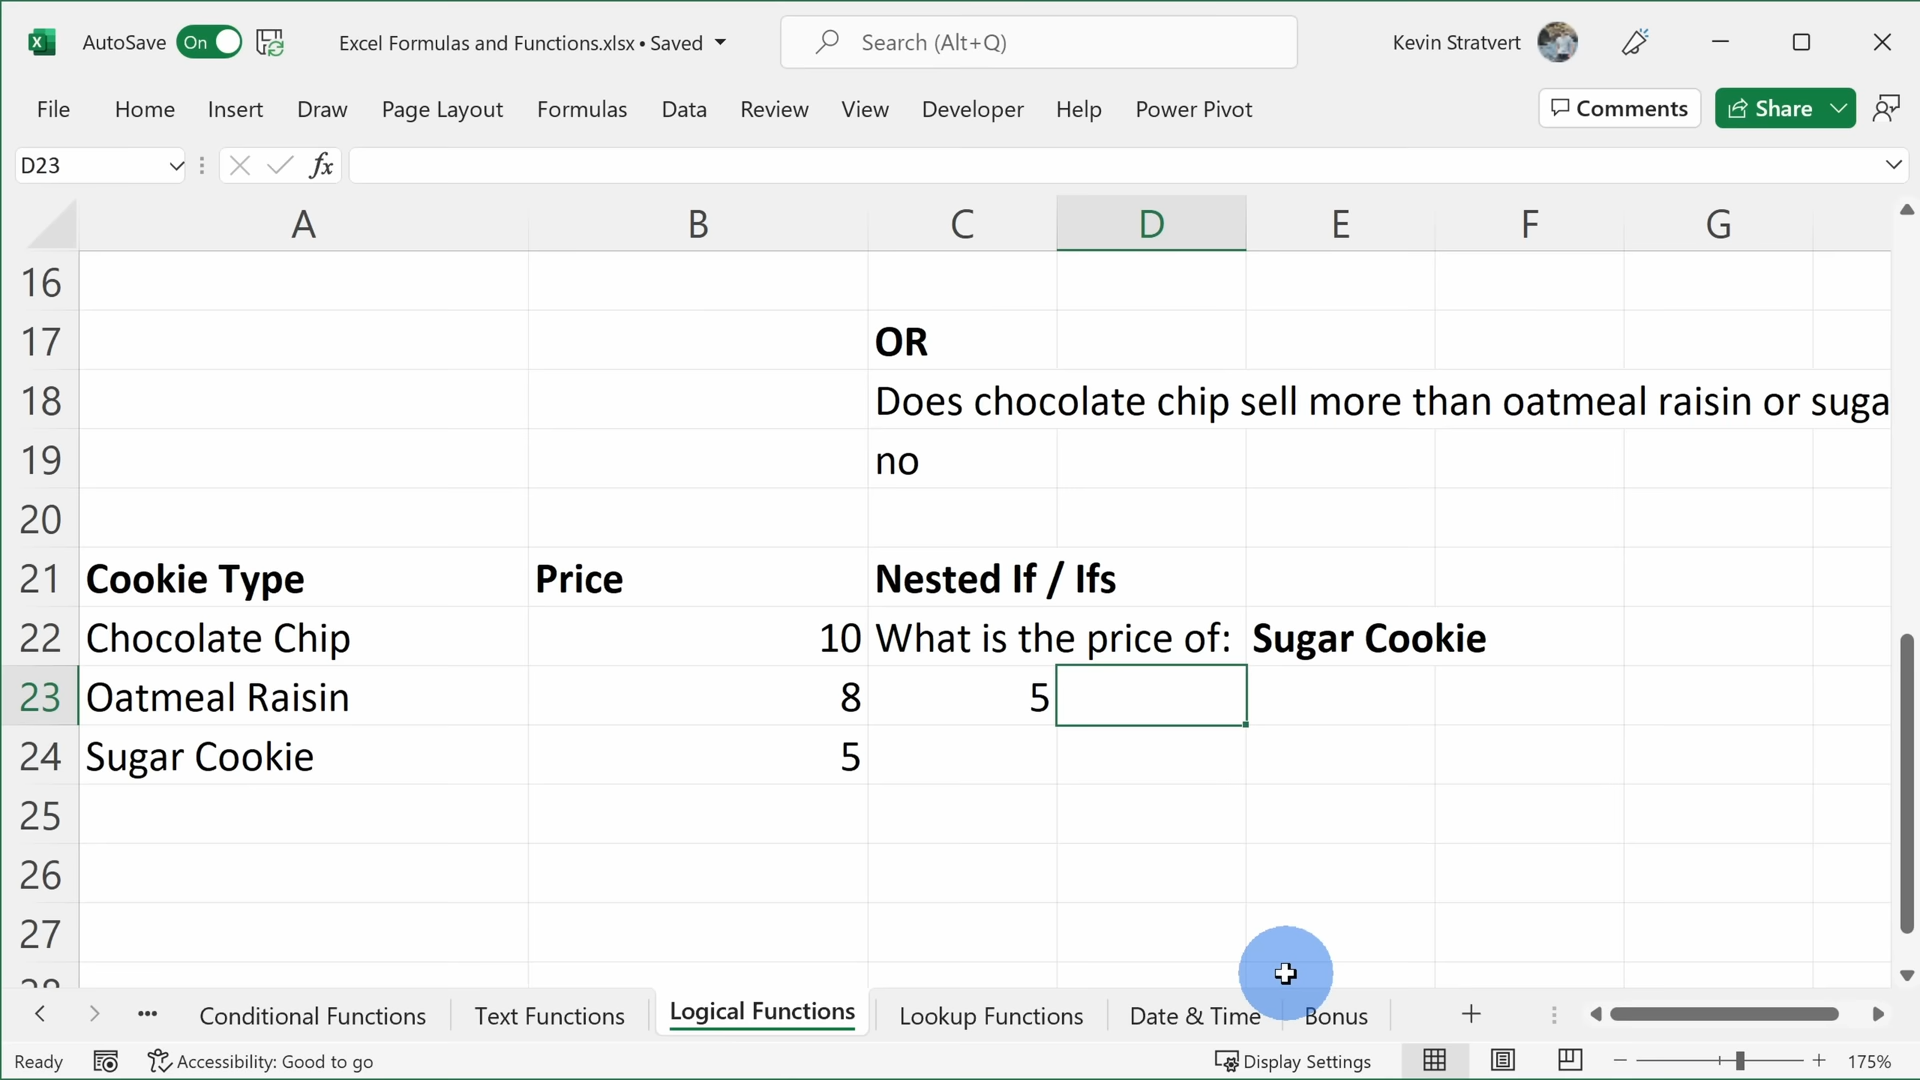 AutoSave On Excel Formulas and Functions.xlsx • Saved Search (Alt+Q) Kevin Stratvert
File Home Insert Draw Page Layout Formulas Data Review View Developer Help Power Pivot Comments Share
D23 fx
A B C D E F G
16
17 OR
18 Does chocolate chip sell more than oatmeal raisin or suga
19 no
20
21 Cookie Type Price Nested If / Ifs
22 Chocolate Chip 10 What is the price of: Sugar Cookie
23 Oatmeal Raisin 8 5
24 Sugar Cookie 5
25
26
27
28
Conditional Functions Text Functions Logical Functions Lookup Functions Date & Time Bonus
Ready Accessibility: Good to go Display Settings 175%